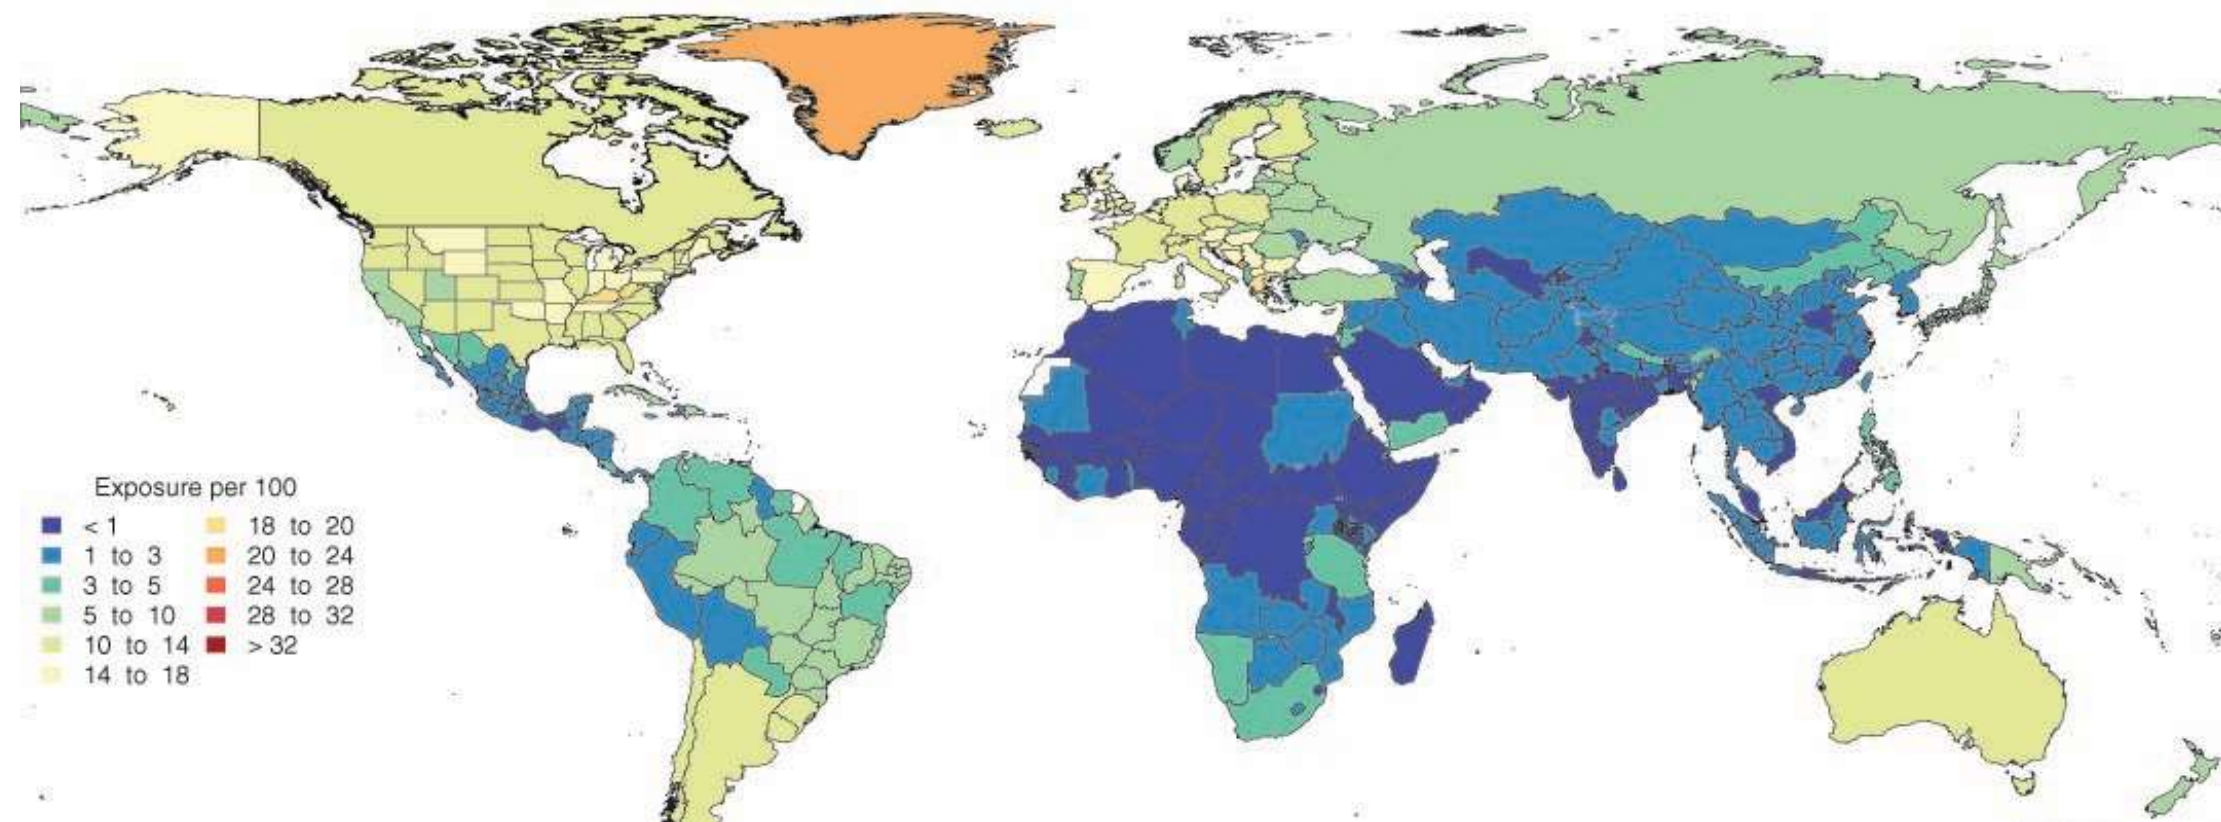 Exposure per 100
< 1
1 to 3
3 to 5
5 to 10
10 to 14
14 to 18
18 to 20
20 to 24
24 to 28
28 to 32
> 32